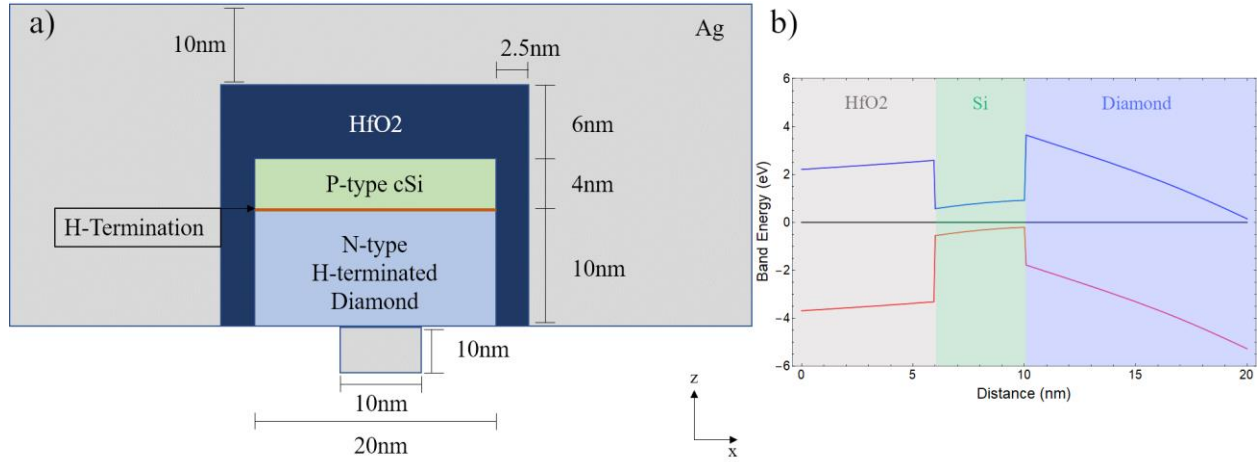 a)
10nm
Ag
2.5nm
HfO2
6nm
P-type cSi
4nm
H-Termination
N-type
H-terminated
Diamond
10nm
10nm
10nm
20nm
z
x
b)
HfO2
Si
Diamond
6
4
2
0
−2
−4
−6
Band Energy (eV)
0
5
10
15
20
Distance (nm)